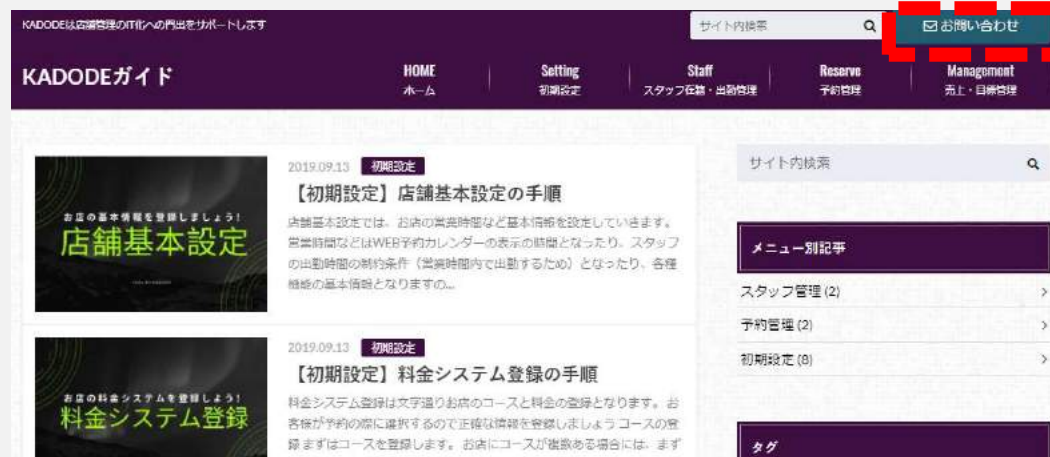 KADODEは店舗管理のIT化への門出をサポートします
サイト内検索
お問い合わせ
KADODEガイド
HOME
ホーム
Setting
初期設定
Staff
スタッフ在籍・出勤管理
Reserve
予約管理
Management
売上・目標管理
お店の基本情報を登録しましょう!
店舗基本設定
2019.09.13 初期設定
【初期設定】店舗基本設定の手順
店舗基本設定では、お店の営業時間など基本情報を設定していきます。
営業時間などはWEB予約カレンダーの表示の時間となったり、スタッフ
の出勤時間の制約条件（営業時間内で出勤するため）となったり、各種
機能の基本情報となりますの...
お店の料金システムを登録しよう!
料金システム登録
2019.09.13 初期設定
【初期設定】料金システム登録の手順
料金システム登録は文字通りお店のコースと料金の登録となります。お
客様が予約の際に選択するので正確な情報を登録しましょう コースの登
録 まずはコースを登録します。お店にコースが複数ある場合には、まず
サイト内検索
メニュー別記事
スタッフ管理 (2)
予約管理 (2)
初期設定 (8)
タグ